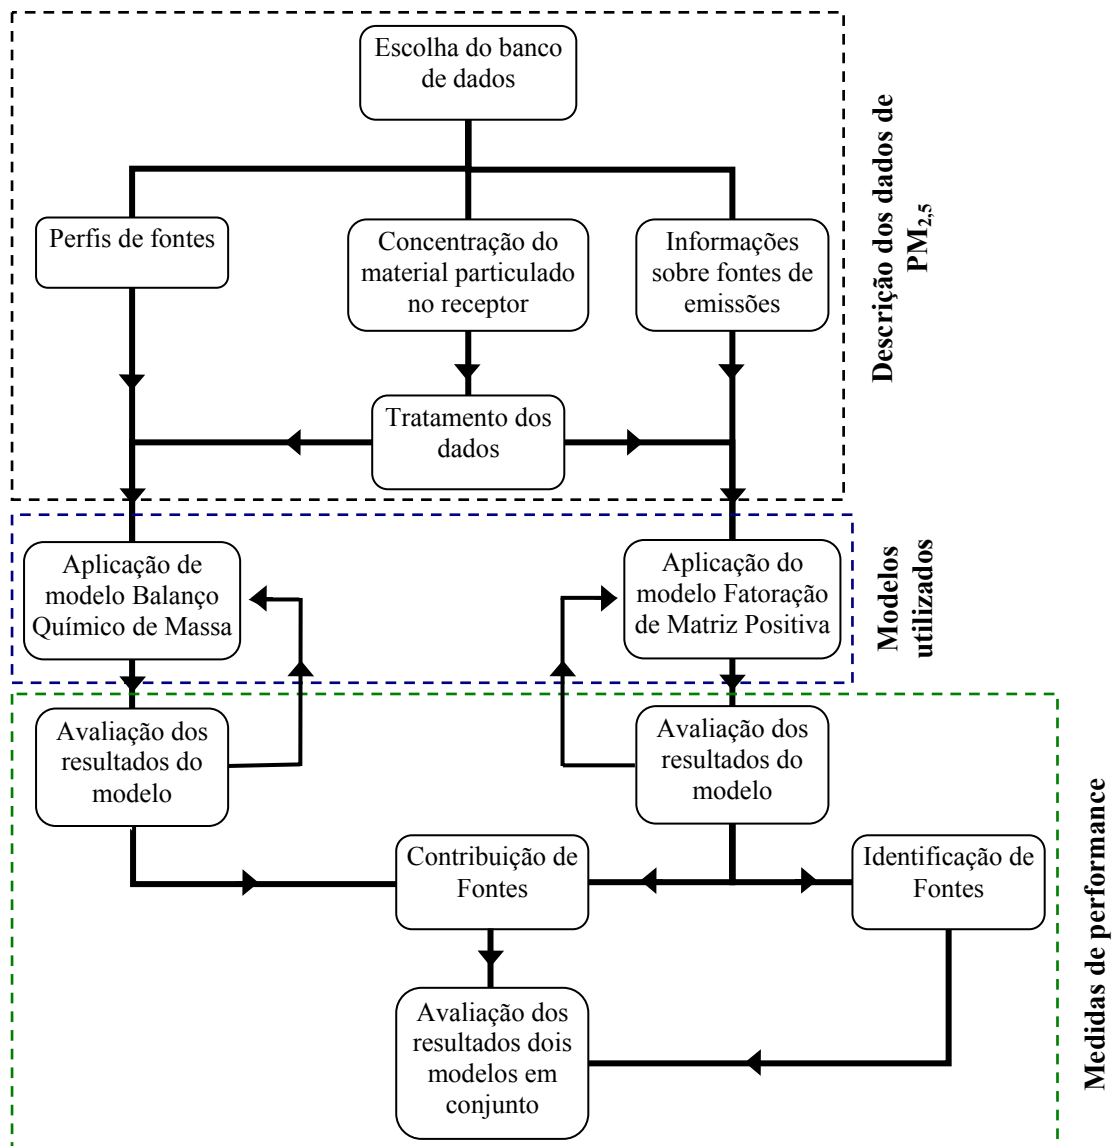 Escolha do banco
de dados
Perfis de fontes
Concentração do
material particulado
no receptor
Informações
sobre fontes de
emissões
Tratamento dos
dados
Descrição dos dados de
PM2,5
Aplicação de
modelo Balanço
Químico de Massa
Aplicação do
modelo Fatoração
de Matriz Positiva
Modelos
utilizados
Avaliação dos
resultados do
modelo
Avaliação dos
resultados do
modelo
Contribuição de
Fontes
Identificação de
Fontes
Avaliação dos
resultados dois
modelos em
conjunto
Medidas de performance